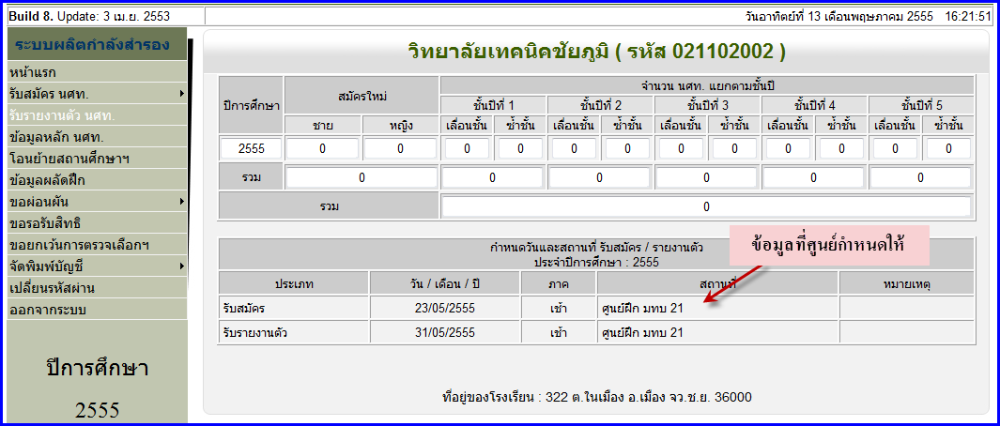 Build 8. Update: 3 เม.ย. 2553
วันอาทิตย์ที่ 13 เดือนพฤษภาคม 2555 16:21:51
ระบบผลิตกำลังสำรอง
หน้าแรก
รับสมัคร นศท.
รับรายงานตัว นศท.
ข้อมูลหลัก นศท.
โอนย้ายสถานศึกษาฯ
ข้อมูลผลัดฝึก
ขอผ่อนผัน
ขอรอรับสิทธิ
ขอยกเว้นการตรวจเลือกฯ
จัดพิมพ์บัญชี
เปลี่ยนรหัสผ่าน
ออกจากระบบ
ปีการศึกษา
2555
วิทยาลัยเทคนิคชัยภูมิ ( รหัส 021102002 )
ปีการศึกษา สมัครใหม่ จำนวน นศท. แยกตามชั้นปี
ชั้นปีที่ 1 ชั้นปีที่ 2 ชั้นปีที่ 3 ชั้นปีที่ 4 ชั้นปีที่ 5
ชาย หญิง เลื่อนชั้น ซ้ำชั้น เลื่อนชั้น ซ้ำชั้น เลื่อนชั้น ซ้ำชั้น เลื่อนชั้น ซ้ำชั้น เลื่อนชั้น ซ้ำชั้น
2555 0 0 0 0 0 0 0 0 0 0 0 0
รวม 0 0 0 0 0 0
รวม 0
ข้อมูลที่ศูนย์กำหนดให้
กำหนดวันและสถานที่ รับสมัคร / รายงานตัว
ประจำปีการศึกษา : 2555
ประเภท วัน / เดือน / ปี ภาค สถานที่ หมายเหตุ
รับสมัคร 23/05/2555 เช้า ศูนย์ฝึก มทบ 21
รับรายงานตัว 31/05/2555 เช้า ศูนย์ฝึก มทบ 21
ที่อยู่ของโรงเรียน : 322 ต.ในเมือง อ.เมือง จว.ช.ย. 36000